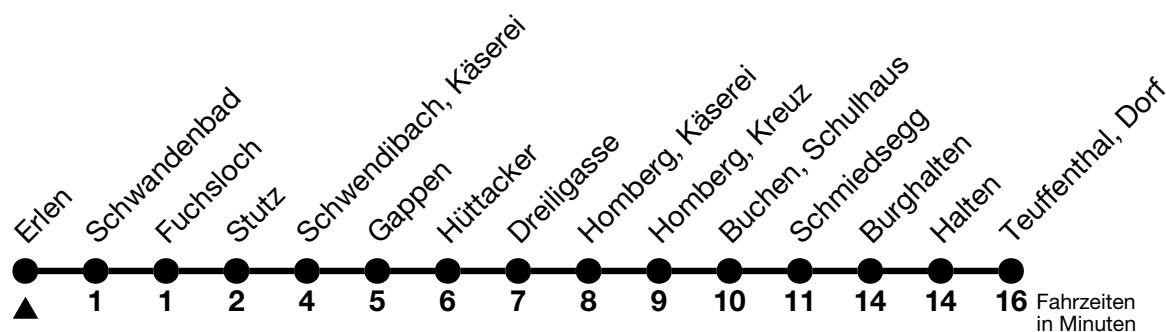 Erlen
Schwandenbad
Fuchsloch
Stutz
Schwendibach, Käserei
Gappen
Hüttacker
Dreiligasse
Homberg, Käserei
Homberg, Kreuz
Buchen, Schulhaus
Schmiedsegg
Burghalten
Halten
Teuffenthal, Dorf
1 1 2 4 5 6 7 8 9 10 11 14 14 16 Fahrzeiten
in Minuten